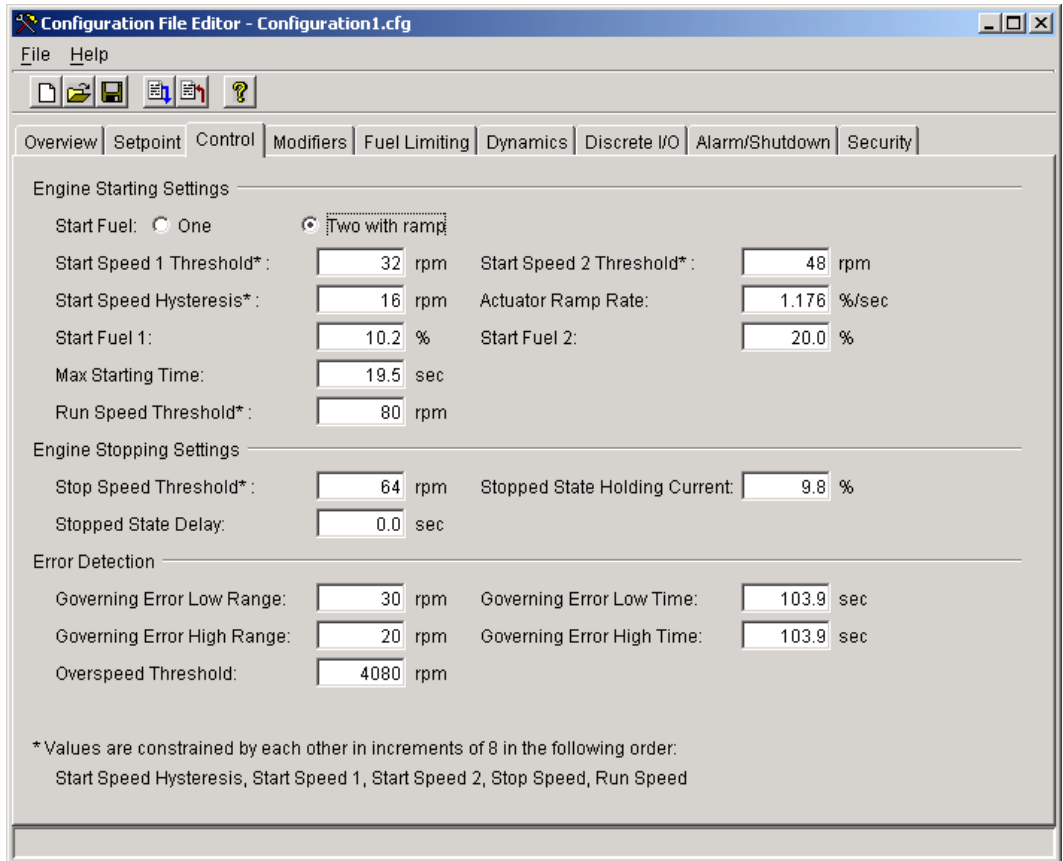 Configuration File Editor - Configuration1.cfg
File Help
Overview Setpoint Control Modifiers Fuel Limiting Dynamics Discrete I/O Alarm/Shutdown Security
Engine Starting Settings
Start Fuel: One Two with ramp
Start Speed 1 Threshold* : 32 rpm Start Speed 2 Threshold* : 48 rpm
Start Speed Hysteresis* : 16 rpm Actuator Ramp Rate: 1.176 %/sec
Start Fuel 1: 10.2 % Start Fuel 2: 20.0 %
Max Starting Time: 19.5 sec
Run Speed Threshold* : 80 rpm
Engine Stopping Settings
Stop Speed Threshold* : 64 rpm Stopped State Holding Current: 9.8 %
Stopped State Delay: 0.0 sec
Error Detection
Governing Error Low Range: 30 rpm Governing Error Low Time: 103.9 sec
Governing Error High Range: 20 rpm Governing Error High Time: 103.9 sec
Overspeed Threshold: 4080 rpm
* Values are constrained by each other in increments of 8 in the following order:
Start Speed Hysteresis, Start Speed 1, Start Speed 2, Stop Speed, Run Speed